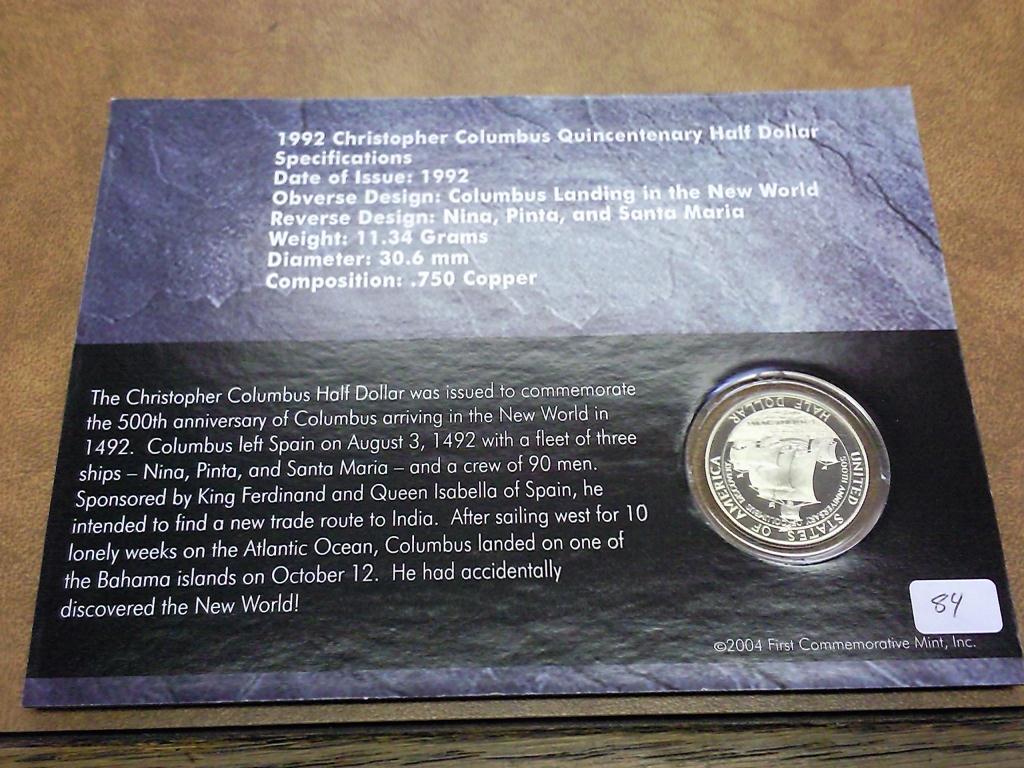 1992 Christopher Columbus Quincentenary Half Dollar
Specifications
Date of Issue: 1992
Obverse Design: Columbus Landing in the New World
Reverse Design: Nina, Pinta, and Santa Maria
Weight: 11.34 Grams
Diameter: 30.6 mm
Composition: .750 Copper
The Christopher Columbus Half Dollar was issued to commemorate
the 500th anniversary of Columbus arriving in the New World in
1492. Columbus left Spain on August 3, 1492 with a fleet of three
ships – Nina, Pinta, and Santa Maria – and a crew of 90 men.
Sponsored by King Ferdinand and Queen Isabella of Spain, he
intended to find a new trade route to India. After sailing west for 10
lonely weeks on the Atlantic Ocean, Columbus landed on one of
the Bahama islands on October 12. He had accidentally
discovered the New World!
UNITED STATES OF AMERICA
500TH ANNIVERSARY OF COLUMBUS DISCOVERY
HALF DOLLAR
84
©2004 First Commemorative Mint, Inc.